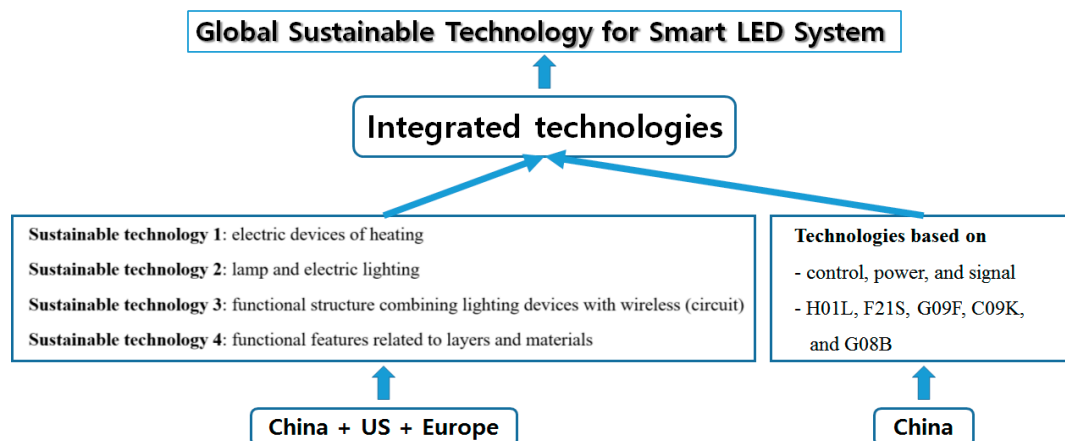 Global Sustainable Technology for Smart LED System
Integrated technologies
Sustainable technology 1: electric devices of heating
Sustainable technology 2: lamp and electric lighting
Sustainable technology 3: functional structure combining lighting devices with wireless (circuit)
Sustainable technology 4: functional features related to layers and materials
Technologies based on
- control, power, and signal
- H01L, F21S, G09F, C09K,
and G08B
China + US + Europe
China